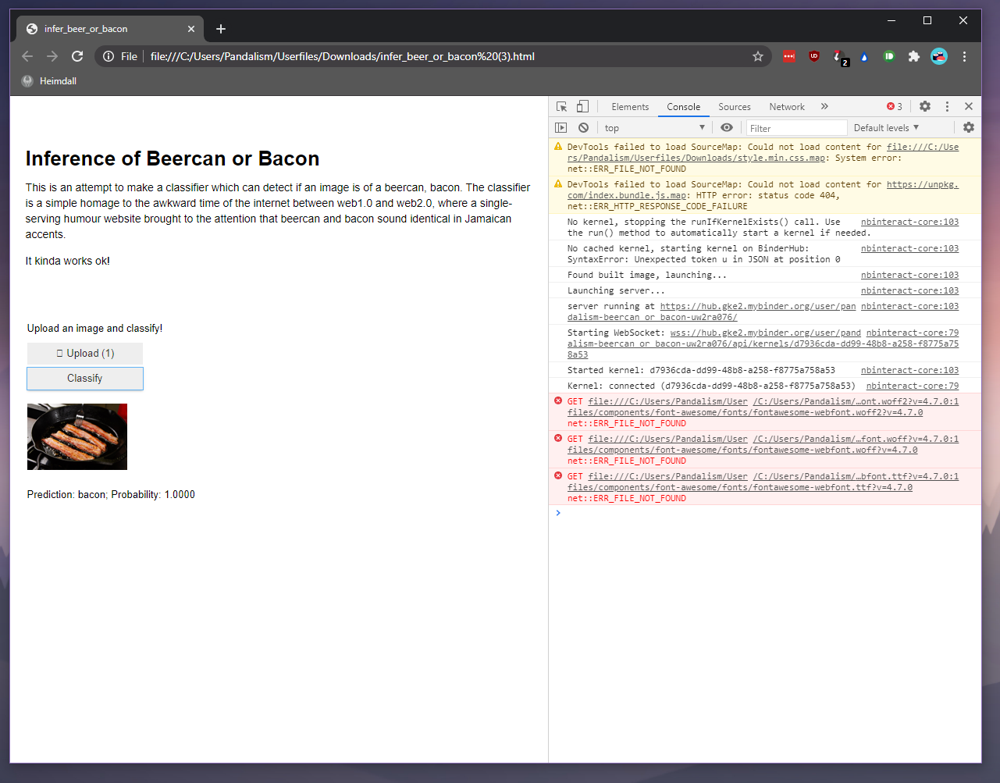 infer_beer_or_bacon
File
file:///C:/Users/Pandalism/Userfiles/Downloads/infer_beer_or_bacon%20(3).html
2
Heimdall
Inference of Beercan or Bacon
This is an attempt to make a classifier which can detect if an image is of a beercan, bacon. The classifier
is a simple homage to the awkward time of the internet between web1.0 and web2.0, where a single-
serving humour website brought to the attention that beercan and bacon sound identical in Jamaican
accents.
It kinda works ok!
Upload an image and classify!
Upload (1)
Classify
Prediction: bacon; Probability: 1.0000
Elements Console Sources Network » 3
top Filter Default levels
DevTools failed to load SourceMap: Could not load content for file:///C:/Use
rs/Pandalism/Userfiles/Downloads/style.min.css.map: System error:
net::ERR_FILE_NOT_FOUND
DevTools failed to load SourceMap: Could not load content for https://unpkg.
com/index.bundle.js.map: HTTP error: status code 404,
net::ERR_HTTP_RESPONSE_CODE_FAILURE
No kernel, stopping the runIfKernelExists() call. Use nbinteract-core:103
the run() method to automatically start a kernel if needed.
No cached kernel, starting kernel on BinderHub: nbinteract-core:103
SyntaxError: Unexpected token u in JSON at position 0
Found built image, launching... nbinteract-core:103
Launching server... nbinteract-core:103
server running at https://hub.gke2.mybinder.org/user/pan nbinteract-core:103
dalism-beercan_or_bacon-uw2ra076/
Starting WebSocket: wss://hub.gke2.mybinder.org/user/pand nbinteract-core:79
alism-beercan_or_bacon-uw2ra076/api/kernels/d7936cda-dd99-48b8-a258-f8775a75
8a53
Started kernel: d7936cda-dd99-48b8-a258-f8775a758a53 nbinteract-core:103
Kernel: connected (d7936cda-dd99-48b8-a258-f8775a758a53) nbinteract-core:79
GET file:///C:/Users/Pandalism/User /C:/Users/Pandalism/…ont.woff2?v=4.7.0:1
files/components/font-awesome/fonts/fontawesome-webfont.woff2?v=4.7.0
net::ERR_FILE_NOT_FOUND
GET file:///C:/Users/Pandalism/User /C:/Users/Pandalism/…font.woff?v=4.7.0:1
files/components/font-awesome/fonts/fontawesome-webfont.woff?v=4.7.0
net::ERR_FILE_NOT_FOUND
GET file:///C:/Users/Pandalism/User /C:/Users/Pandalism/…bfont.ttf?v=4.7.0:1
files/components/font-awesome/fonts/fontawesome-webfont.ttf?v=4.7.0
net::ERR_FILE_NOT_FOUND